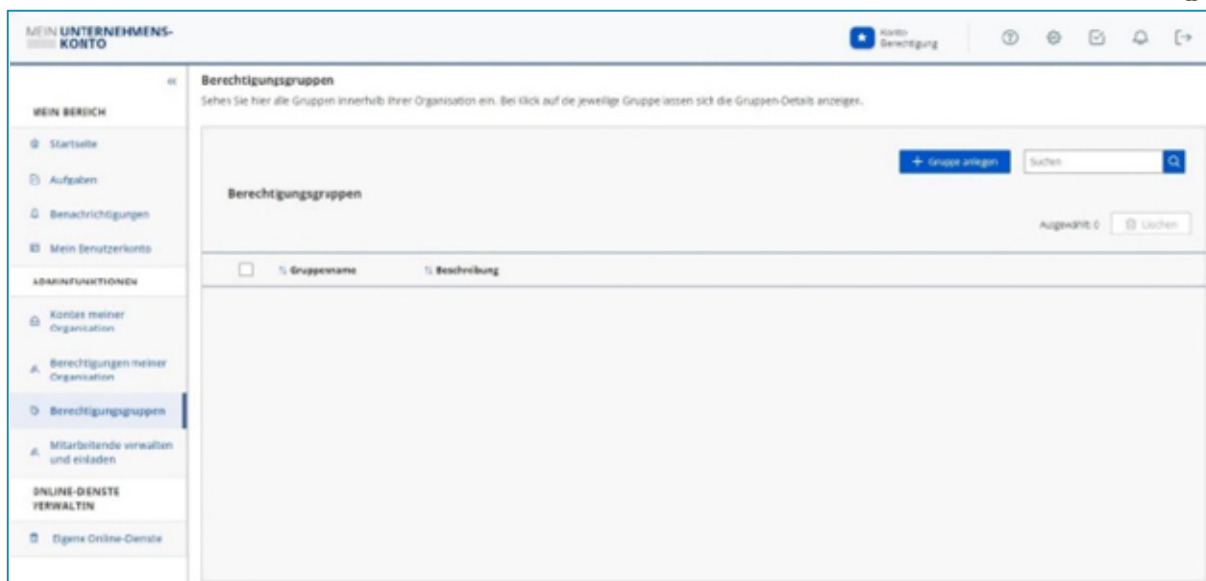 MEIN UNTERNEHMENS-
KONTO
Konto-
Berechtigung
«
Berechtigungsgruppen
Sehen Sie hier alle Gruppen innerhalb Ihrer Organisation ein. Bei Klick auf die jeweilige Gruppe lassen sich die Gruppen-Details anzeigen.
MEIN BEREICH
Startseite
Aufgaben
Benachrichtigungen
Mein Benutzerkonto
ADMINFUNKTIONEN
Konten meiner
Organisation
Berechtigungen meiner
Organisation
Berechtigungsgruppen
Mitarbeitende verwalten
und einladen
ONLINE-DIENSTE
VERWALTEN
Eigene Online-Dienste
+ Gruppe anlegen
Suchen
Berechtigungsgruppen
Ausgewählt: 0
Löschen
Gruppenname
Beschreibung